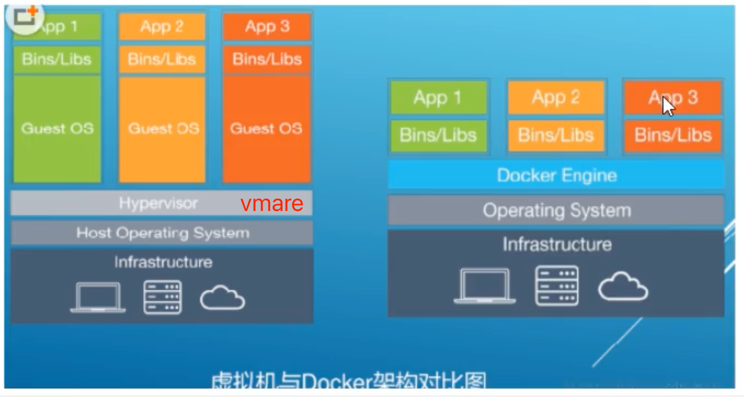 App 1 App 2 App 3
Bins/Libs Bins/Libs Bins/Libs
Guest OS Guest OS Guest OS
Hypervisor vmare
Host Operating System
Infrastructure
App 1 App 2 App 3
Bins/Libs Bins/Libs Bins/Libs
Docker Engine
Operating System
Infrastructure
虚拟机与Docker架构对比图